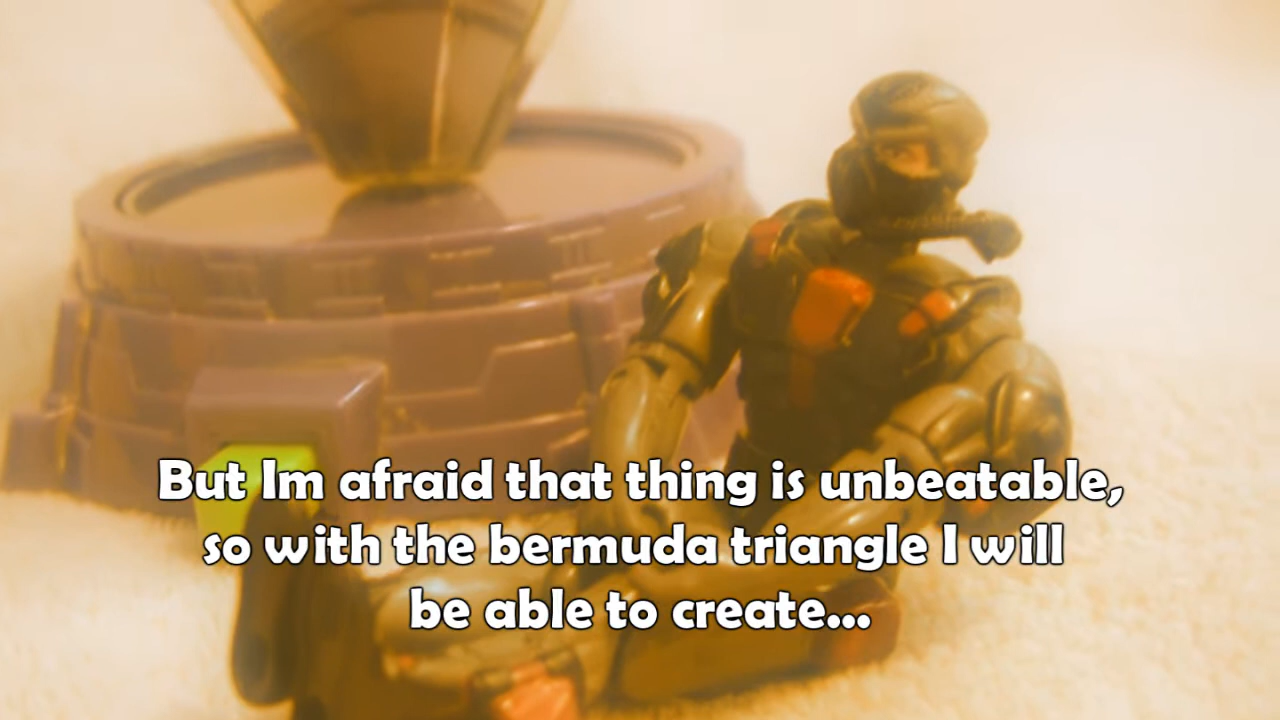 But Im afraid that thing is unbeatable,
so with the bermuda triangle I will
be able to create...